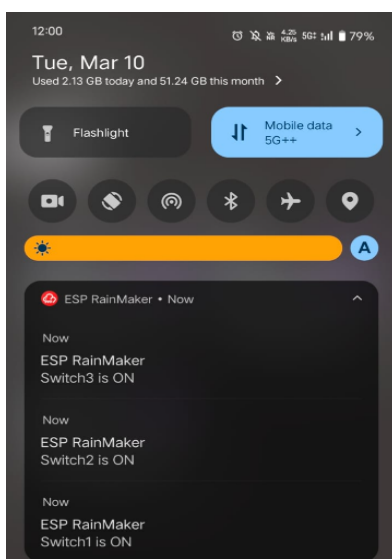 12:00
4.25 KB/s 5G‡ 79%
Tue, Mar 10
Used 2.13 GB today and 51.24 GB this month >
Flashlight
Mobile data
5G++
A
ESP RainMaker • Now
Now
ESP RainMaker
Switch3 is ON
Now
ESP RainMaker
Switch2 is ON
Now
ESP RainMaker
Switch1 is ON